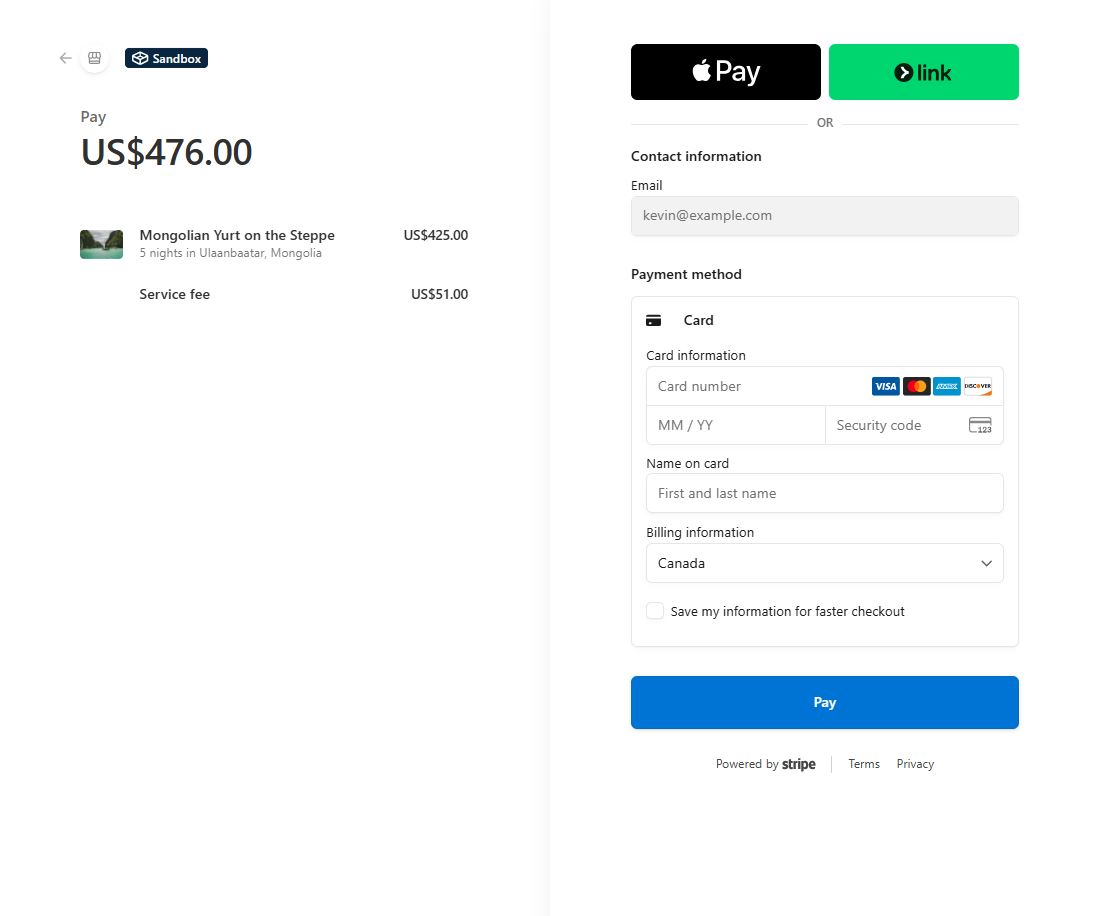 Sandbox
Pay
US$476.00
Mongolian Yurt on the Steppe US$425.00
5 nights in Ulaanbaatar, Mongolia
Service fee US$51.00
Pay link
OR
Contact information
Email
kevin@example.com
Payment method
Card
Card information
Card number VISA AMEX DISCOVER
MM / YY Security code 123
Name on card
First and last name
Billing information
Canada
Save my information for faster checkout
Pay
Powered by stripe Terms Privacy